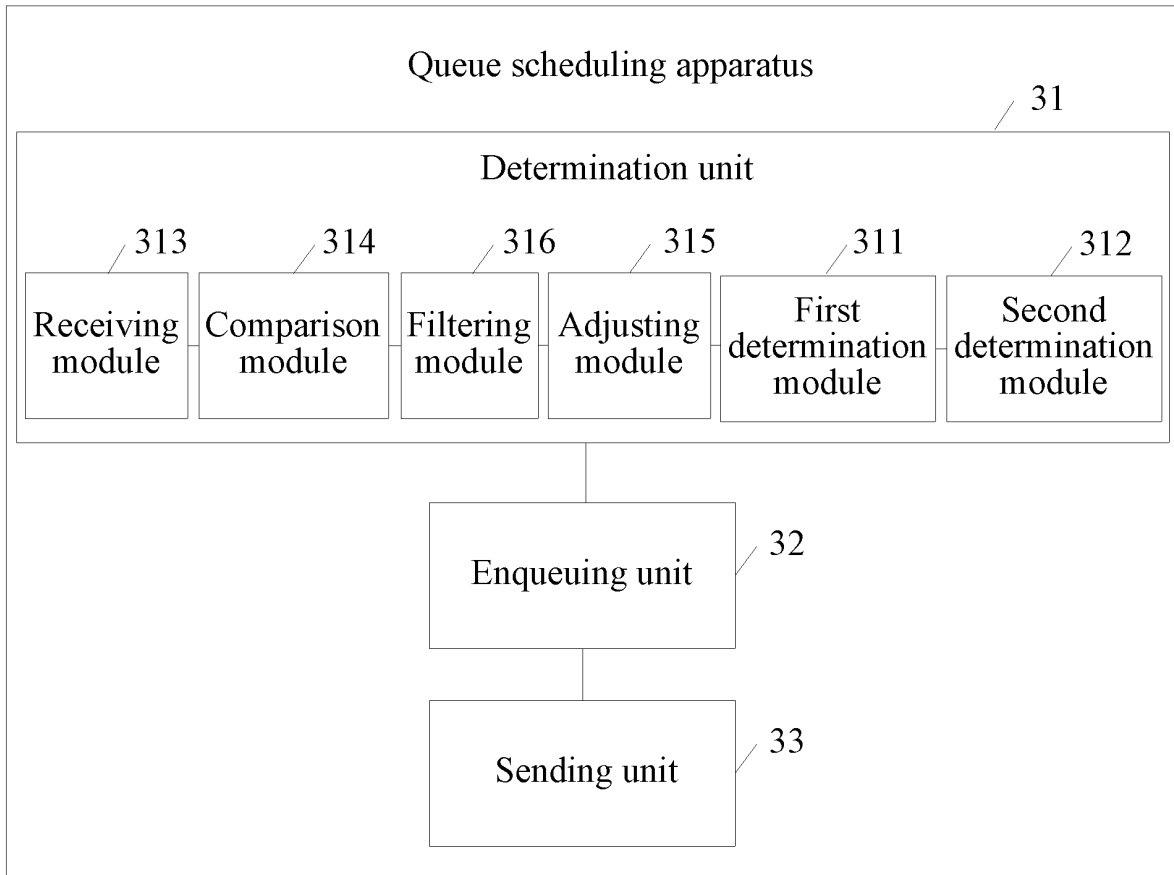 Queue scheduling apparatus
31
Determination unit
313
314
316
315
311
312
Receiving
module
Comparison
module
Filtering
module
Adjusting
module
First
determination
module
Second
determination
module
32
Enqueuing unit
33
Sending unit